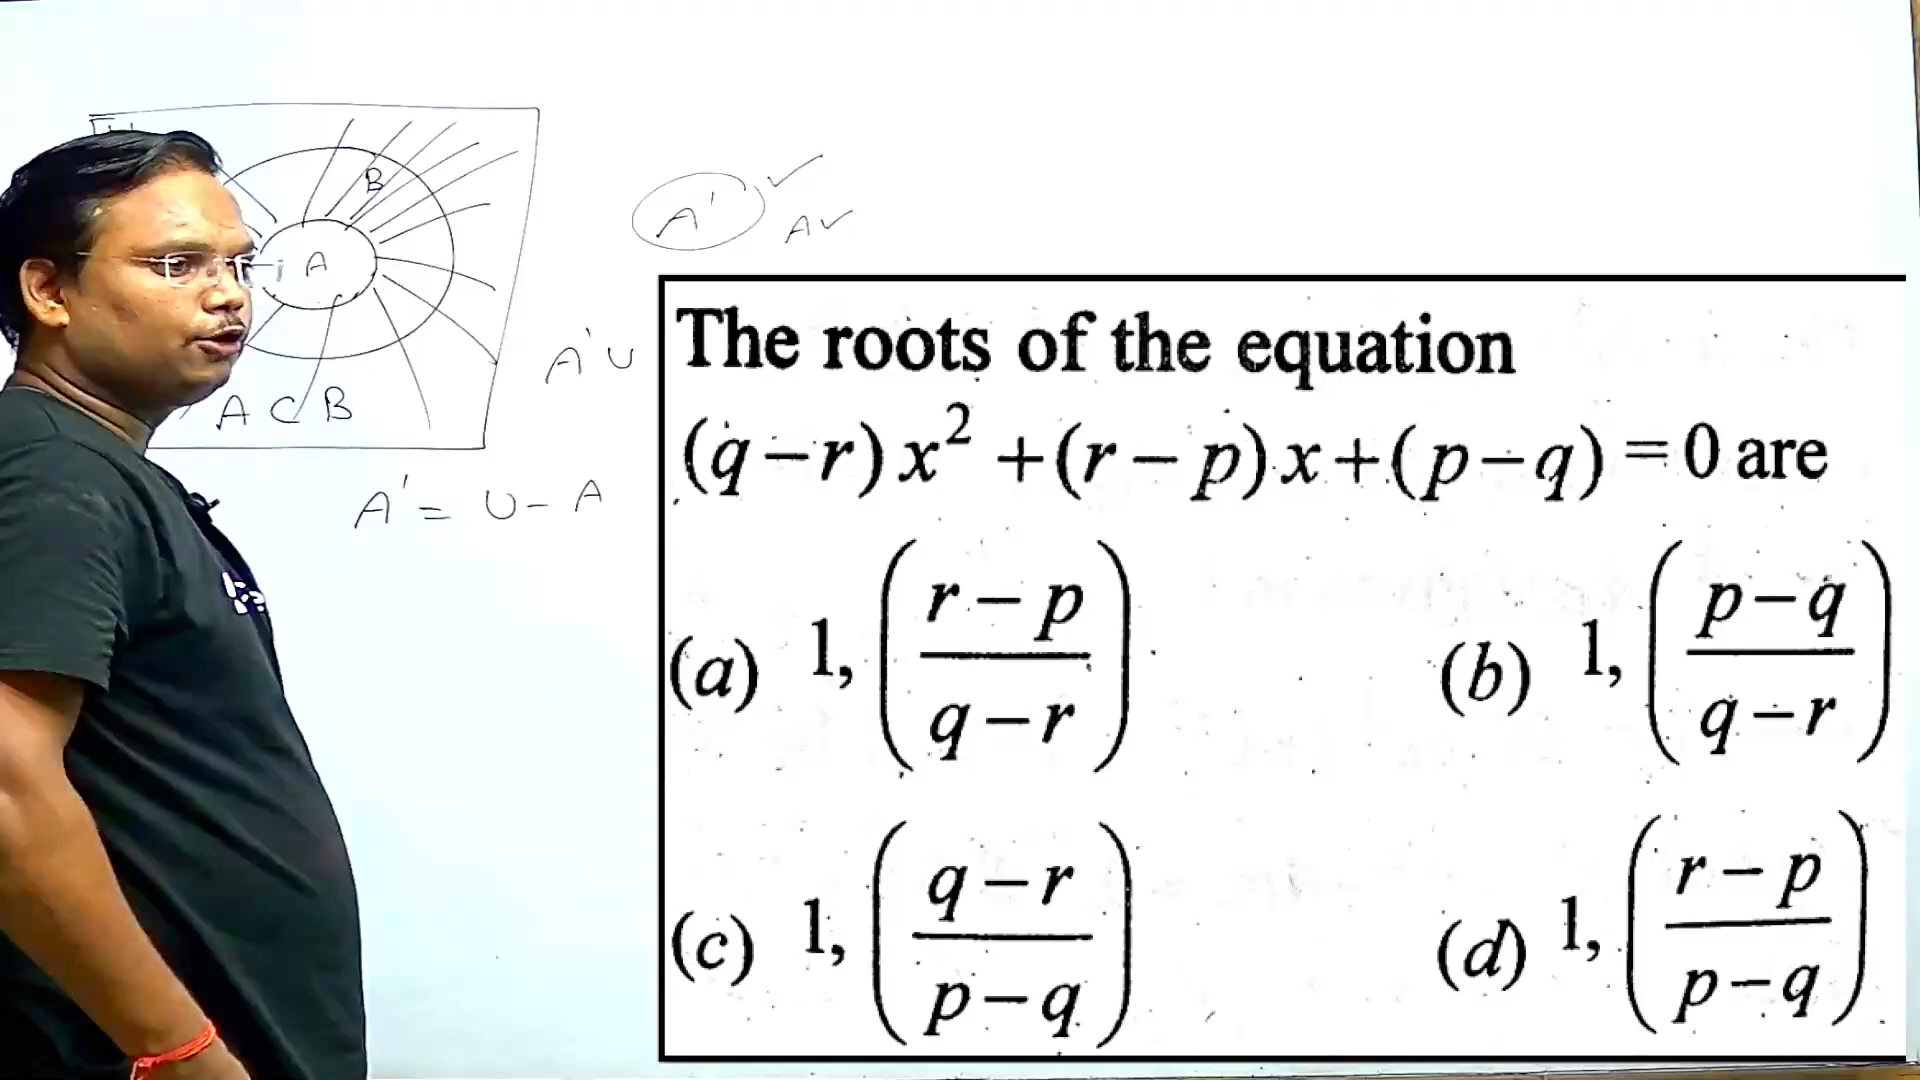 U
B
A
A ⊂ B
A' = U - A
A' ✓
A ✓
A' ∪
The roots of the equation
(q – r) x² + (r – p) x + (p – q) = 0 are
(a) 1, ((r – p)/(q – r))
(b) 1, ((p – q)/(q – r))
(c) 1, ((q – r)/(p – q))
(d) 1, ((r – p)/(p – q))